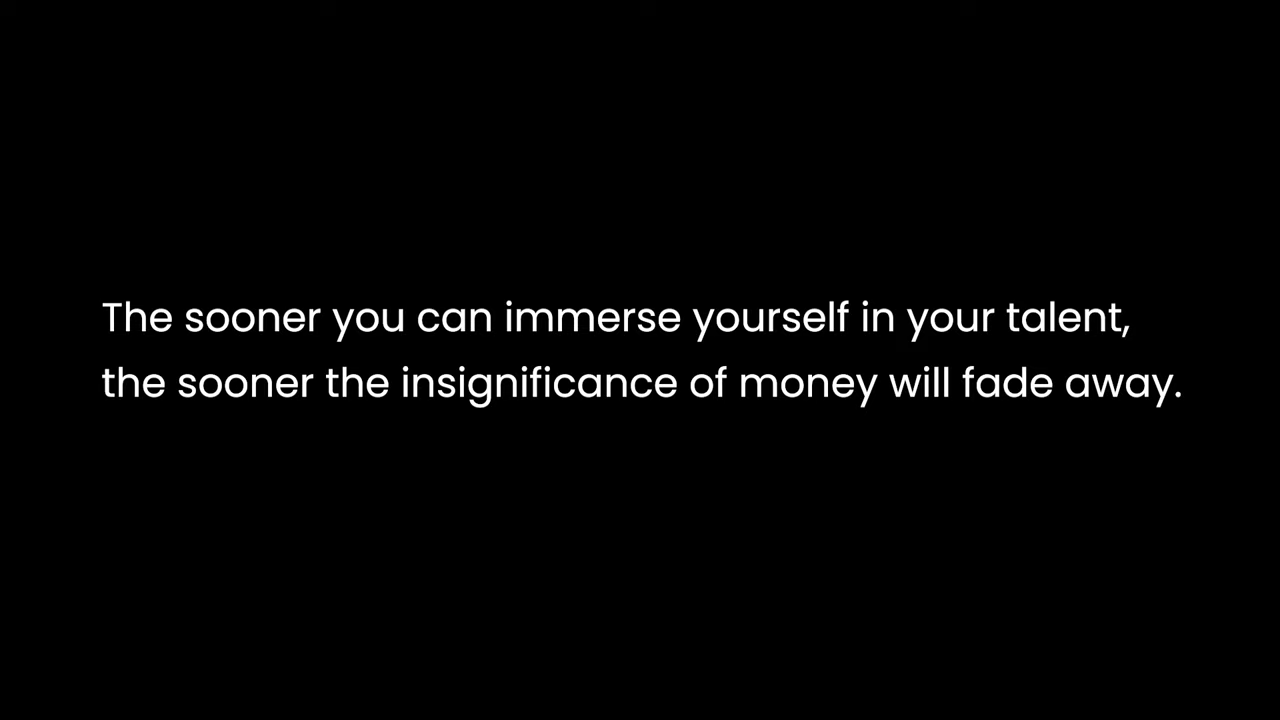 The sooner you can immerse yourself in your talent,
the sooner the insignificance of money will fade away.